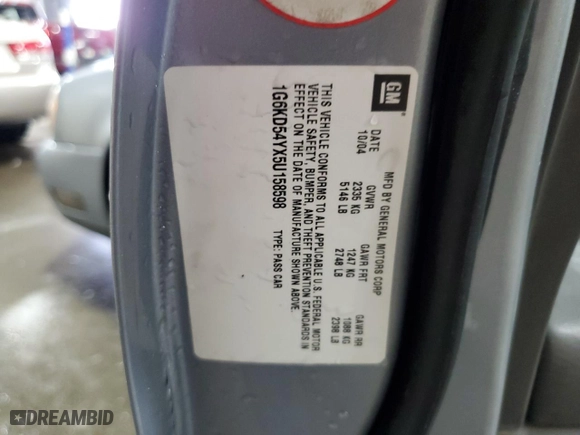 GM
MFD BY GENERAL MOTORS CORP
DATE GVWR GAWR FRT GAWR RR
10/04 2335 KG 1247 KG 1088 KG
5146 LB 2748 LB 2398 LB
THIS VEHICLE CONFORMS TO ALL APPLICABLE U.S. FEDERAL MOTOR
VEHICLE SAFETY, BUMPER, AND THEFT PREVENTION STANDARDS IN
EFFECT ON THE DATE OF MANUFACTURE SHOWN ABOVE.
1G6KD54YX5U158598 TYPE: PASS CAR
DREAMBID